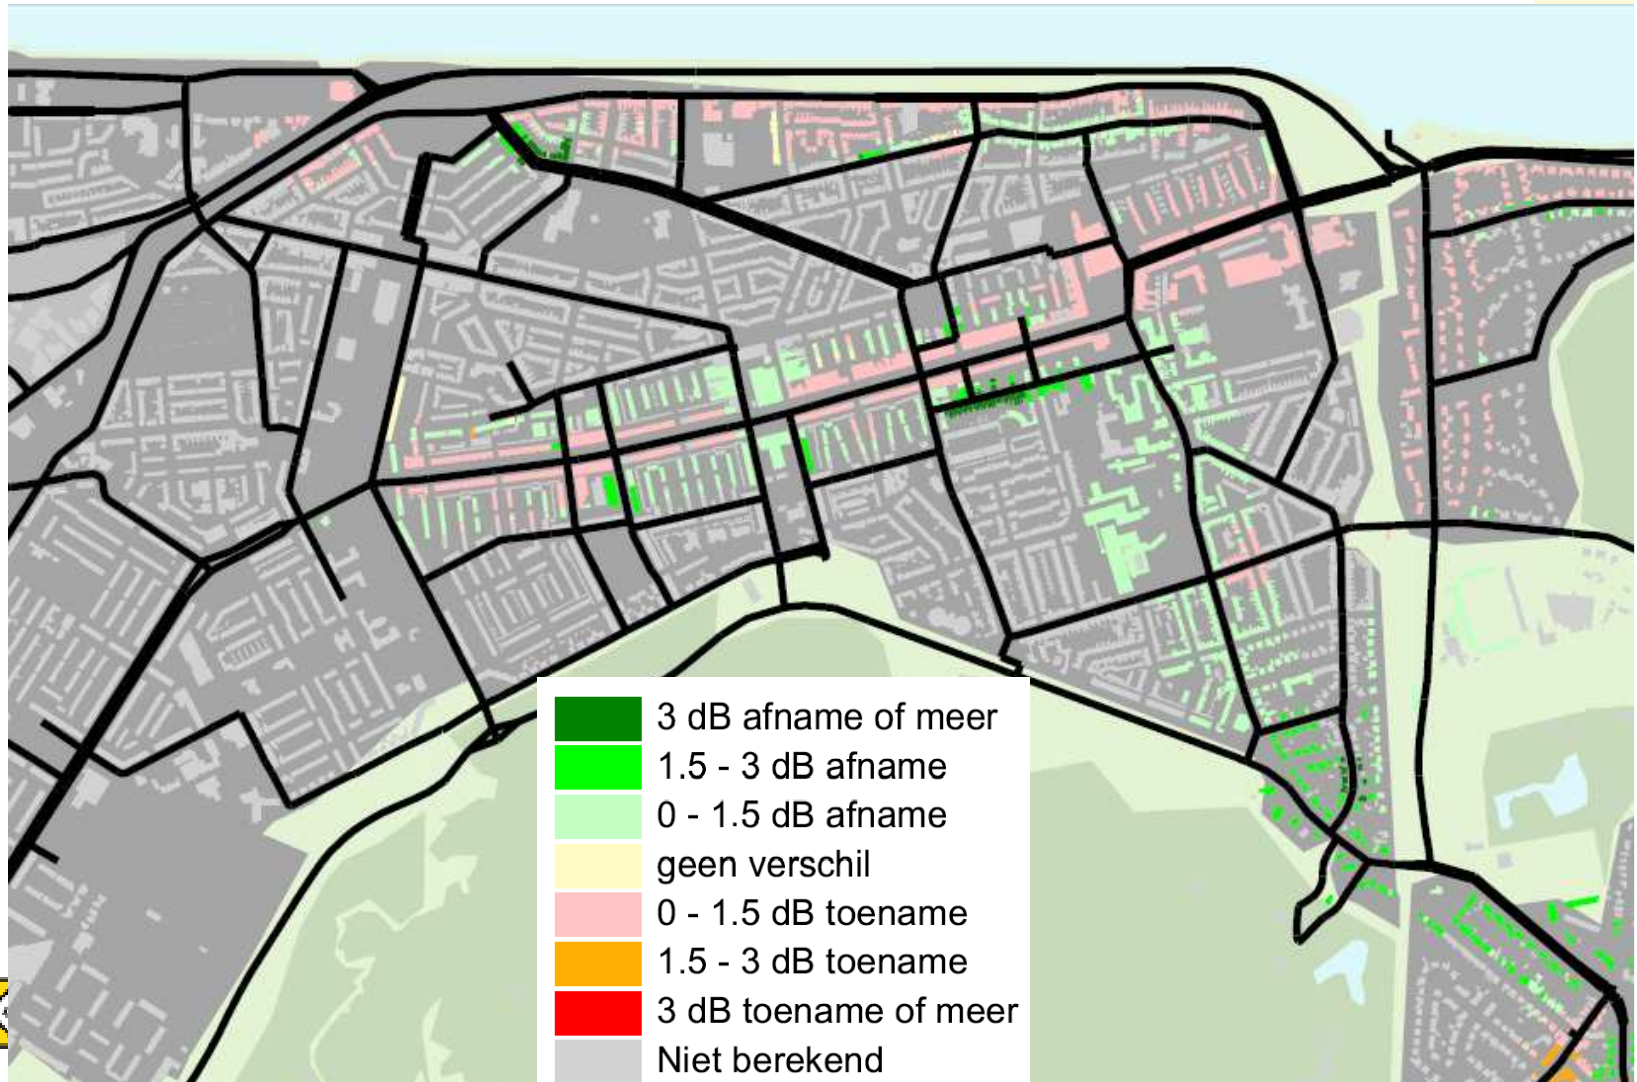 3 dB afname of meer
1.5 - 3 dB afname
0 - 1.5 dB afname
geen verschil
0 - 1.5 dB toename
1.5 - 3 dB toename
3 dB toename of meer
Niet berekend